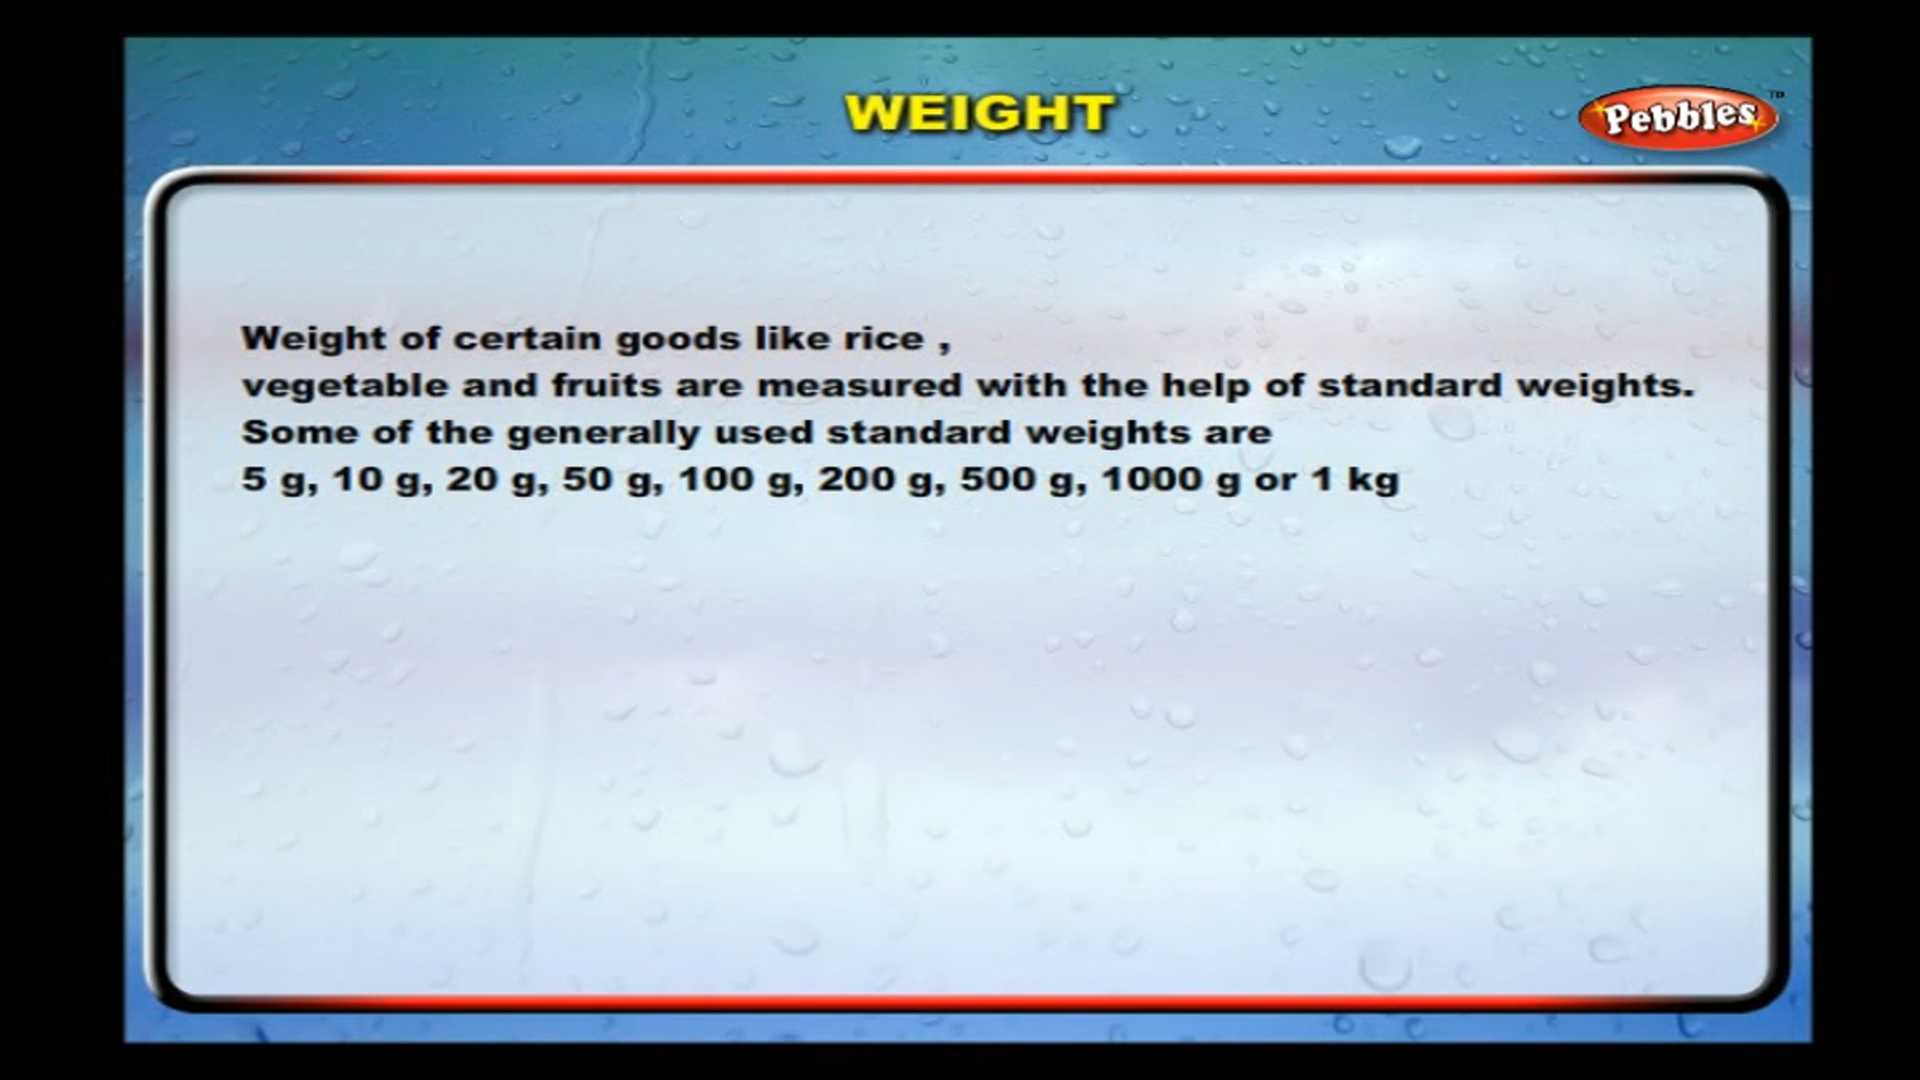 WEIGHT
Pebbles TM
Weight of certain goods like rice ,
vegetable and fruits are measured with the help of standard weights.
Some of the generally used standard weights are
5 g, 10 g, 20 g, 50 g, 100 g, 200 g, 500 g, 1000 g or 1 kg